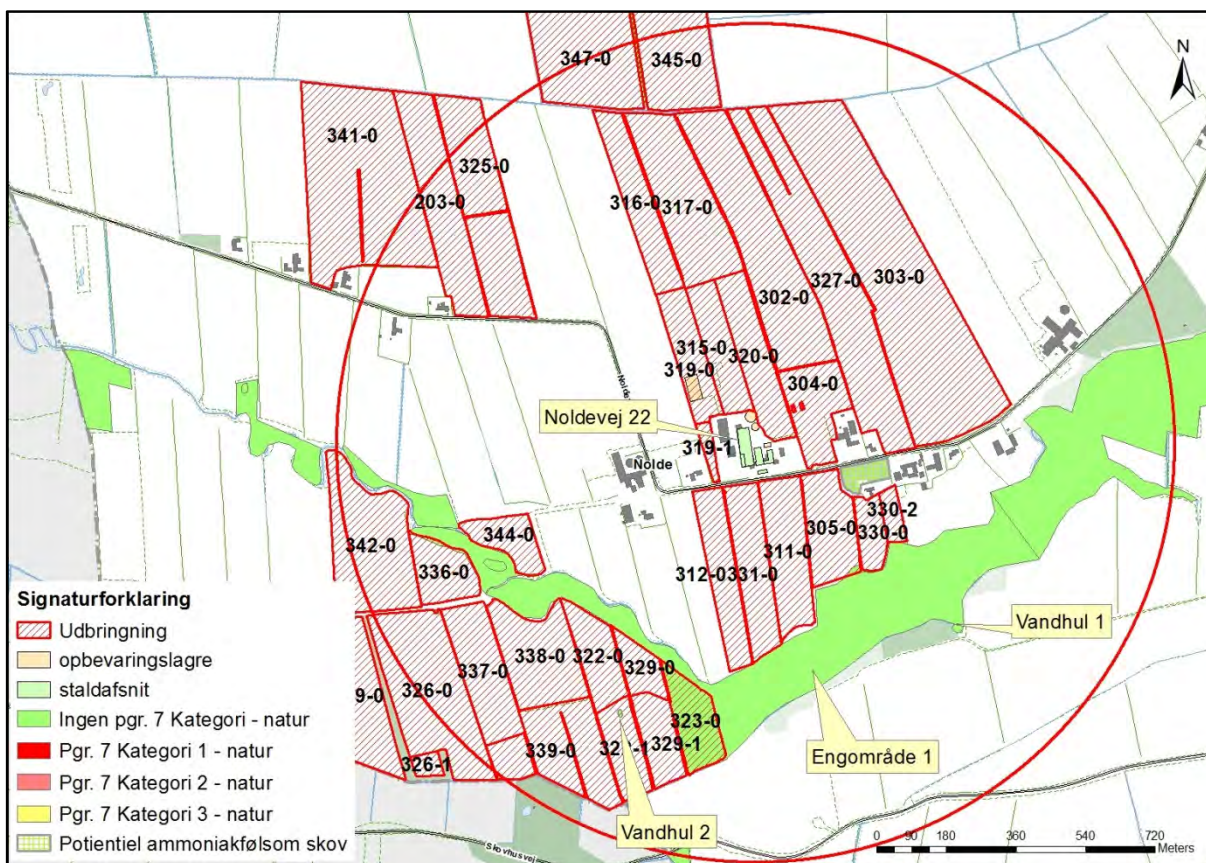 347-0
345-0
N
341-0
325-0
203-0
316-0
317-0
303-0
327-0
302-0
315-0
320-0
319-0
304-0
Noldevej 22
319-1
Nolde
330-2
305-0
330-0
311-0
312-0
331-0
344-0
342-0
336-0
Signaturforklaring
Udbringning
opbevaringslagre
staldafsnit
Ingen pgr. 7 Kategori - natur
Pgr. 7 Kategori 1 - natur
Pgr. 7 Kategori 2 - natur
Pgr. 7 Kategori 3 - natur
Potentiel ammoniakfølsom skov
Vandhul 1
338-0
322-0
329-0
337-0
326-0
9-0
323-0
339-0
329-1
326-1
Engområde 1
Vandhul 2
Skovhusvej
0 90 180 360 540 720
Meters